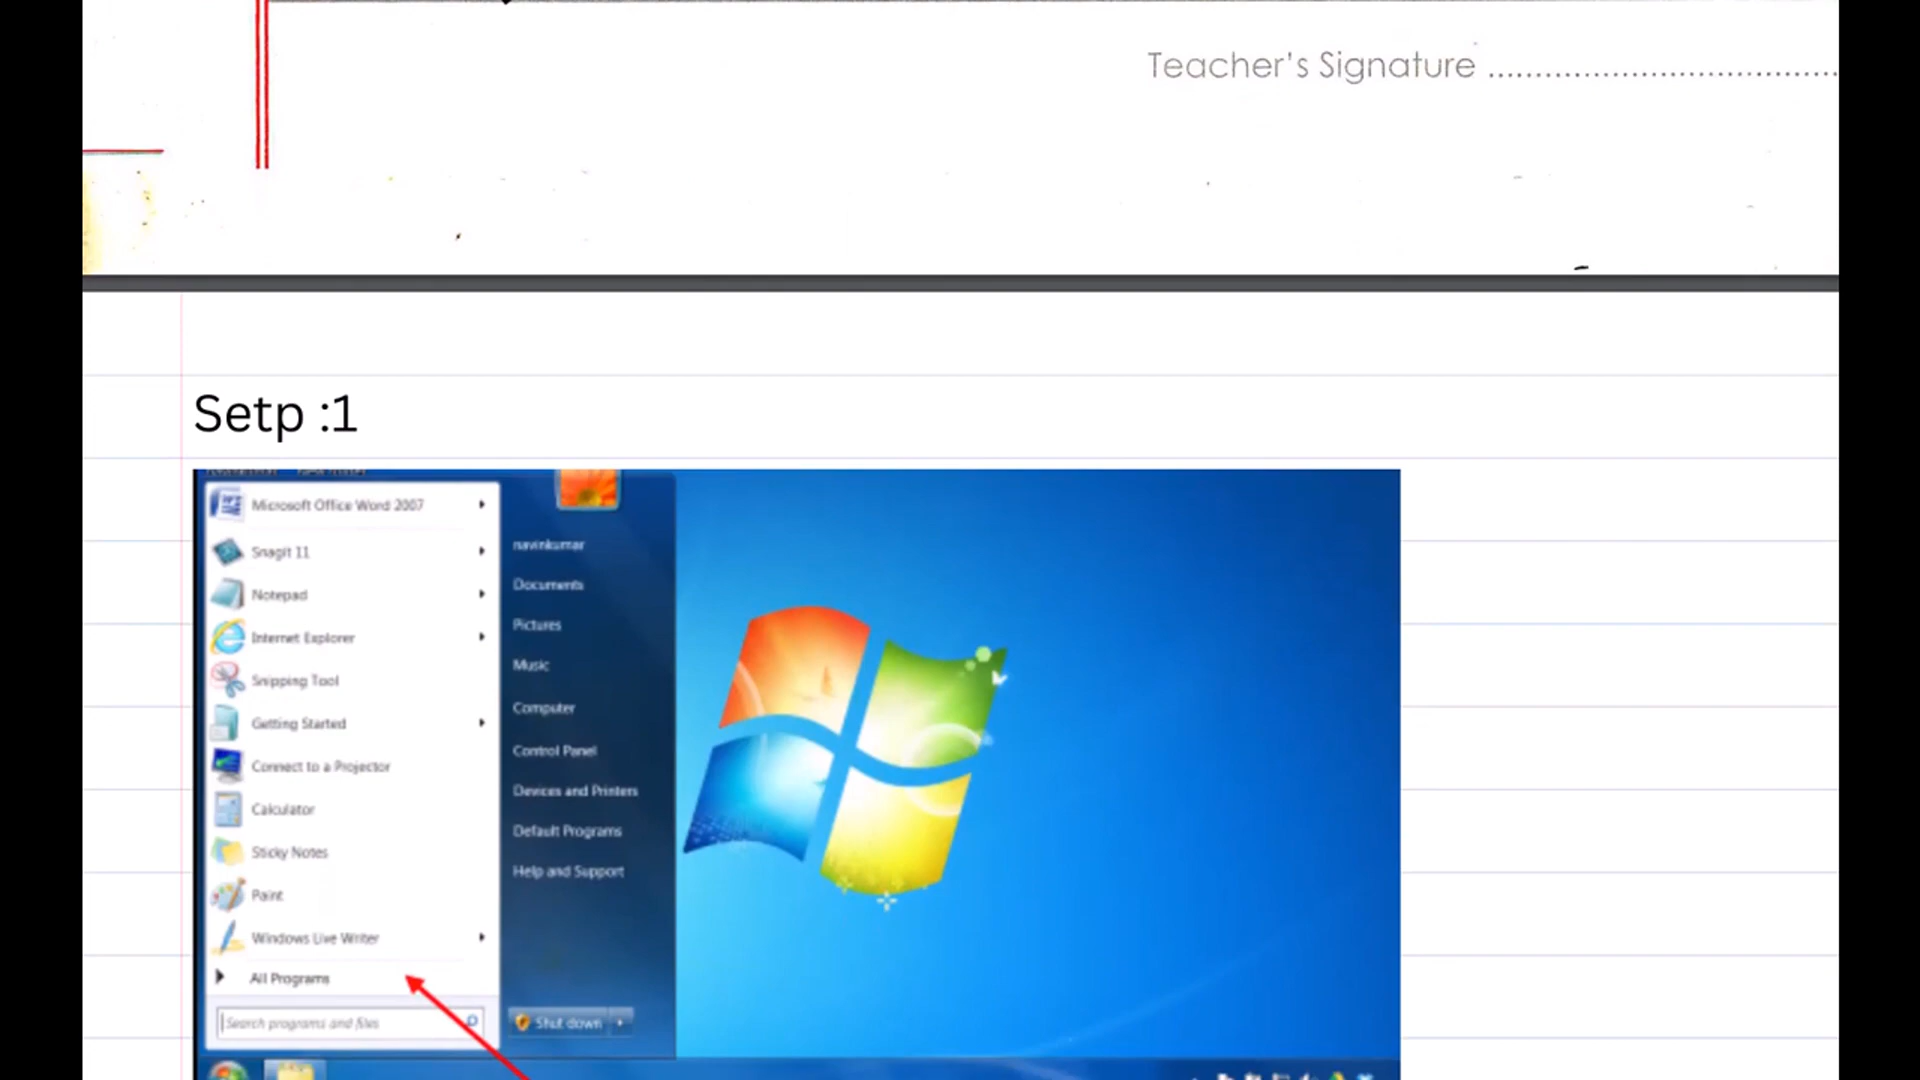 Teacher's Signature ......................................
Setp :1
Microsoft Office Word 2007
Snagit 11
Notepad
Internet Explorer
Snipping Tool
Getting Started
Connect to a Projector
Calculator
Sticky Notes
Paint
Windows Live Writer
All Programs
Search programs and files
navinkumar
Documents
Pictures
Music
Computer
Control Panel
Devices and Printers
Default Programs
Help and Support
Shut down